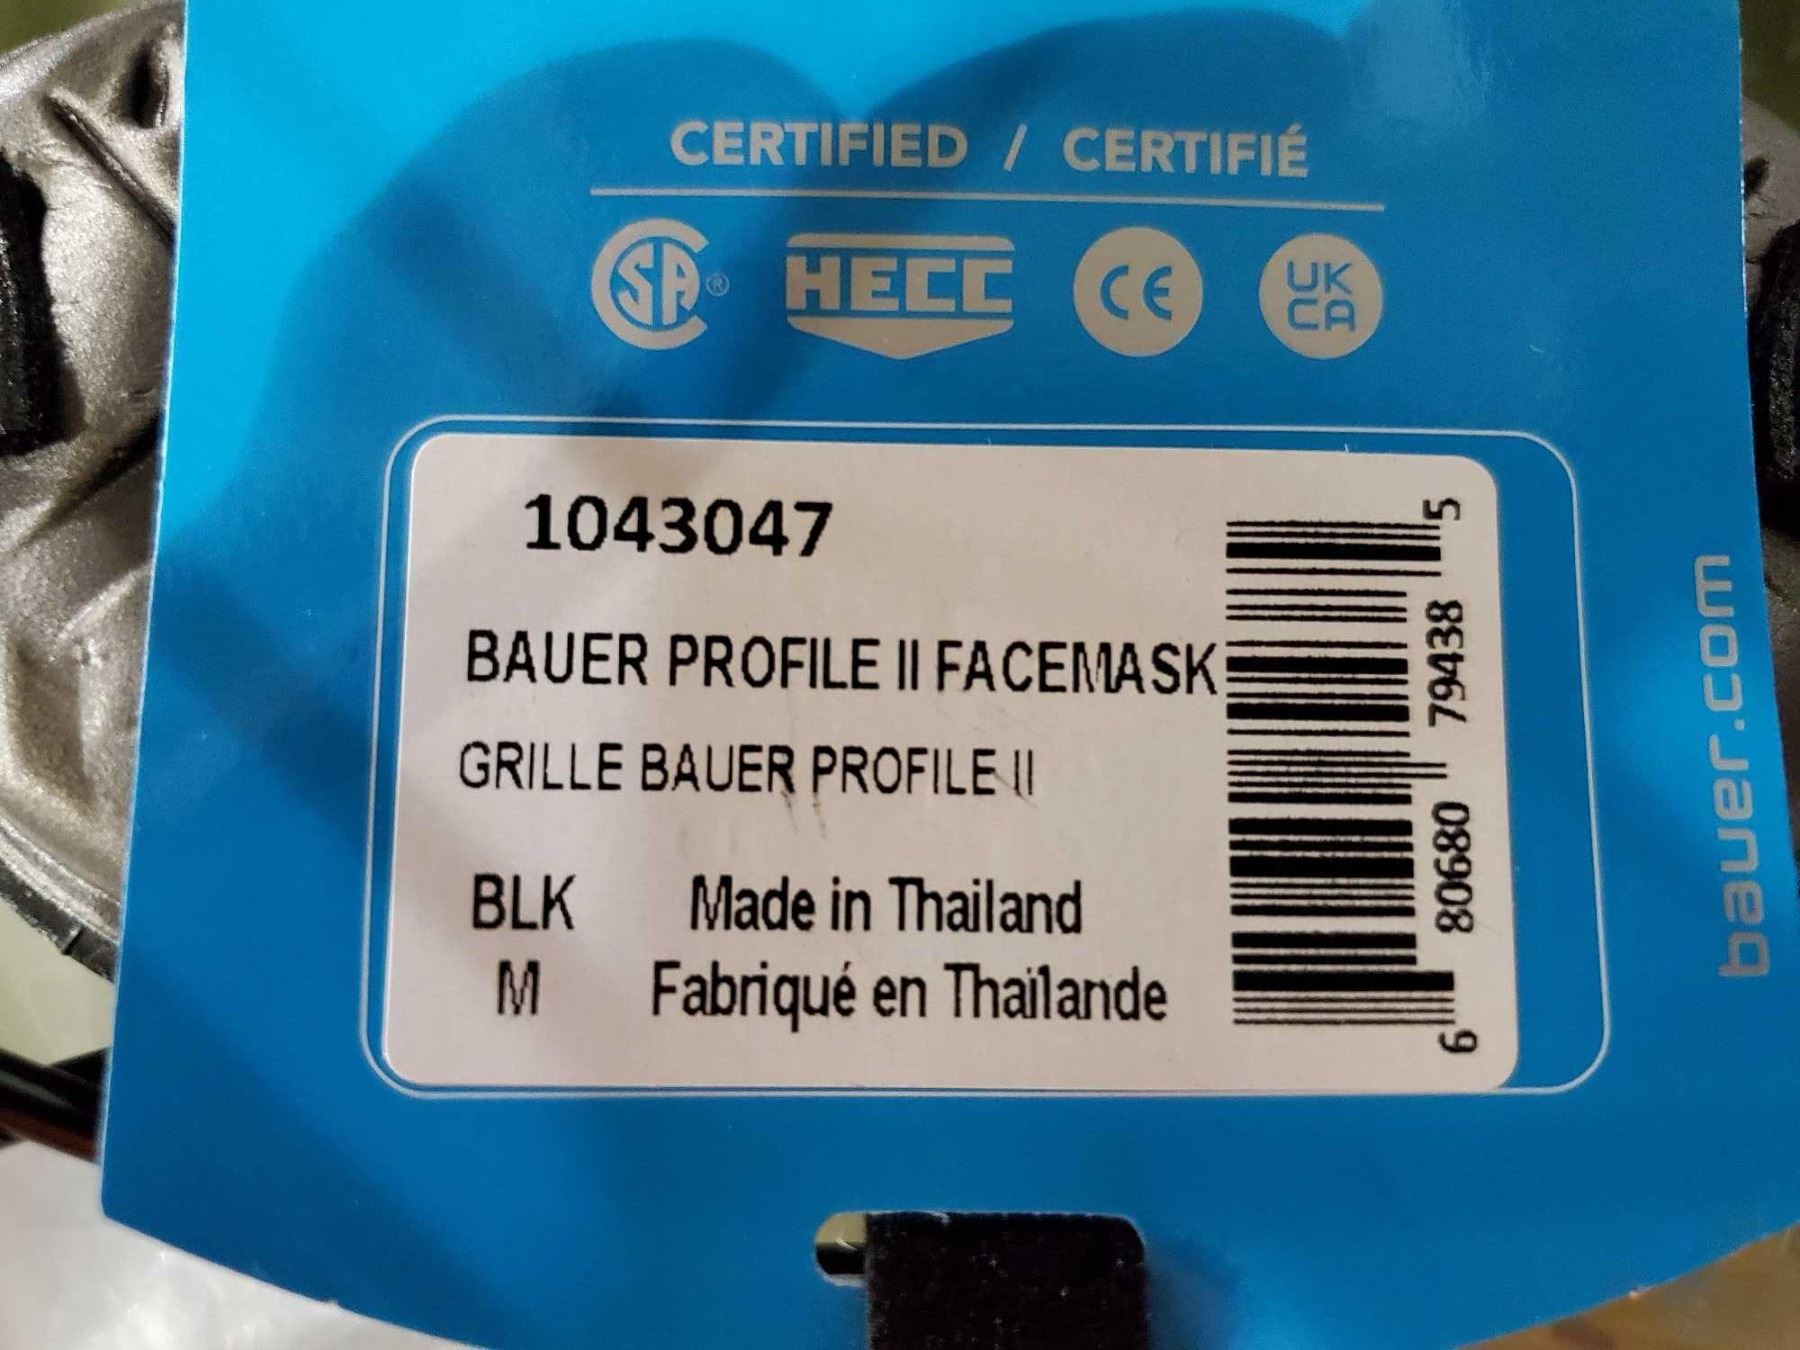 CERTIFIED / CERTIFIÉ
CSA® HECC CE UK CA
1043047
BAUER PROFILE II FACEMASK
GRILLE BAUER PROFILE II
BLK Made in Thailand
M Fabriqué en Thaïlande
6 80680 79438 5
bauer.com